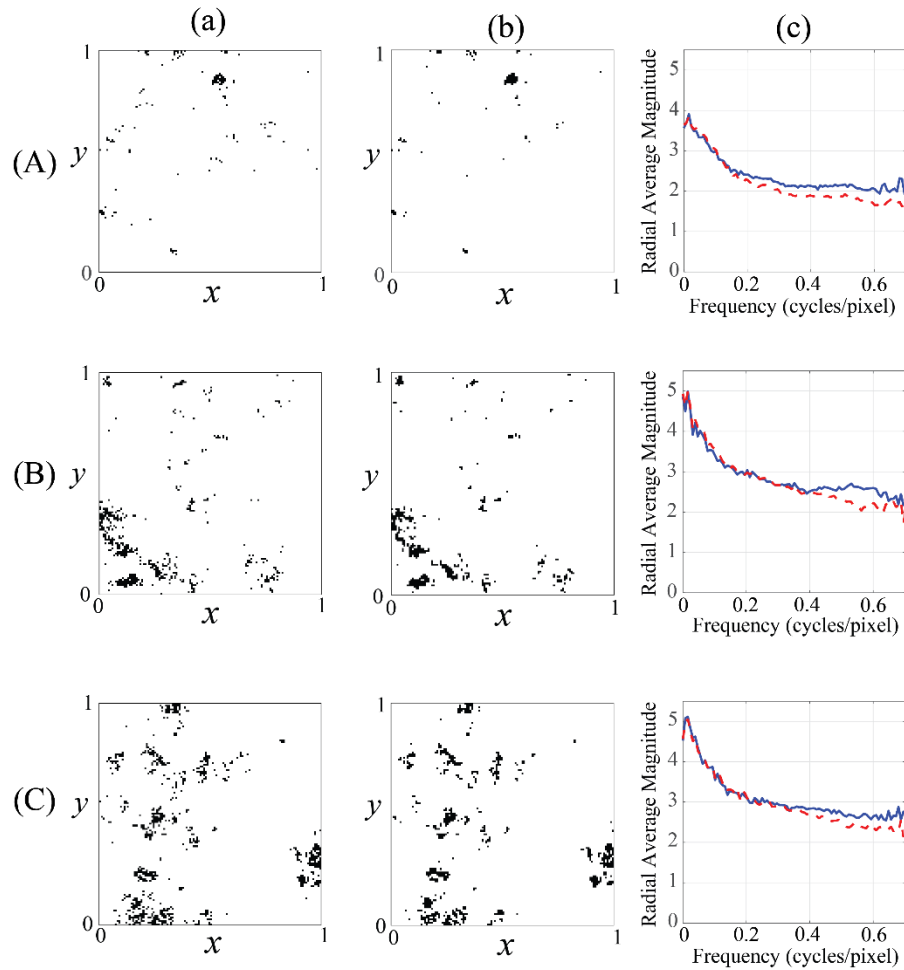 (a) (b) (c)
(A)
1
y
0
0 x 1
1
y
0
0 x 1
Radial Average Magnitude
5
4
3
2
1
0
0 0.2 0.4 0.6
Frequency (cycles/pixel)
(B)
1
y
0
0 x 1
1
y
0
0 x 1
Radial Average Magnitude
5
4
3
2
1
0
0 0.2 0.4 0.6
Frequency (cycles/pixel)
(C)
1
y
0
0 x 1
1
y
0
0 x 1
Radial Average Magnitude
5
4
3
2
1
0
0 0.2 0.4 0.6
Frequency (cycles/pixel)